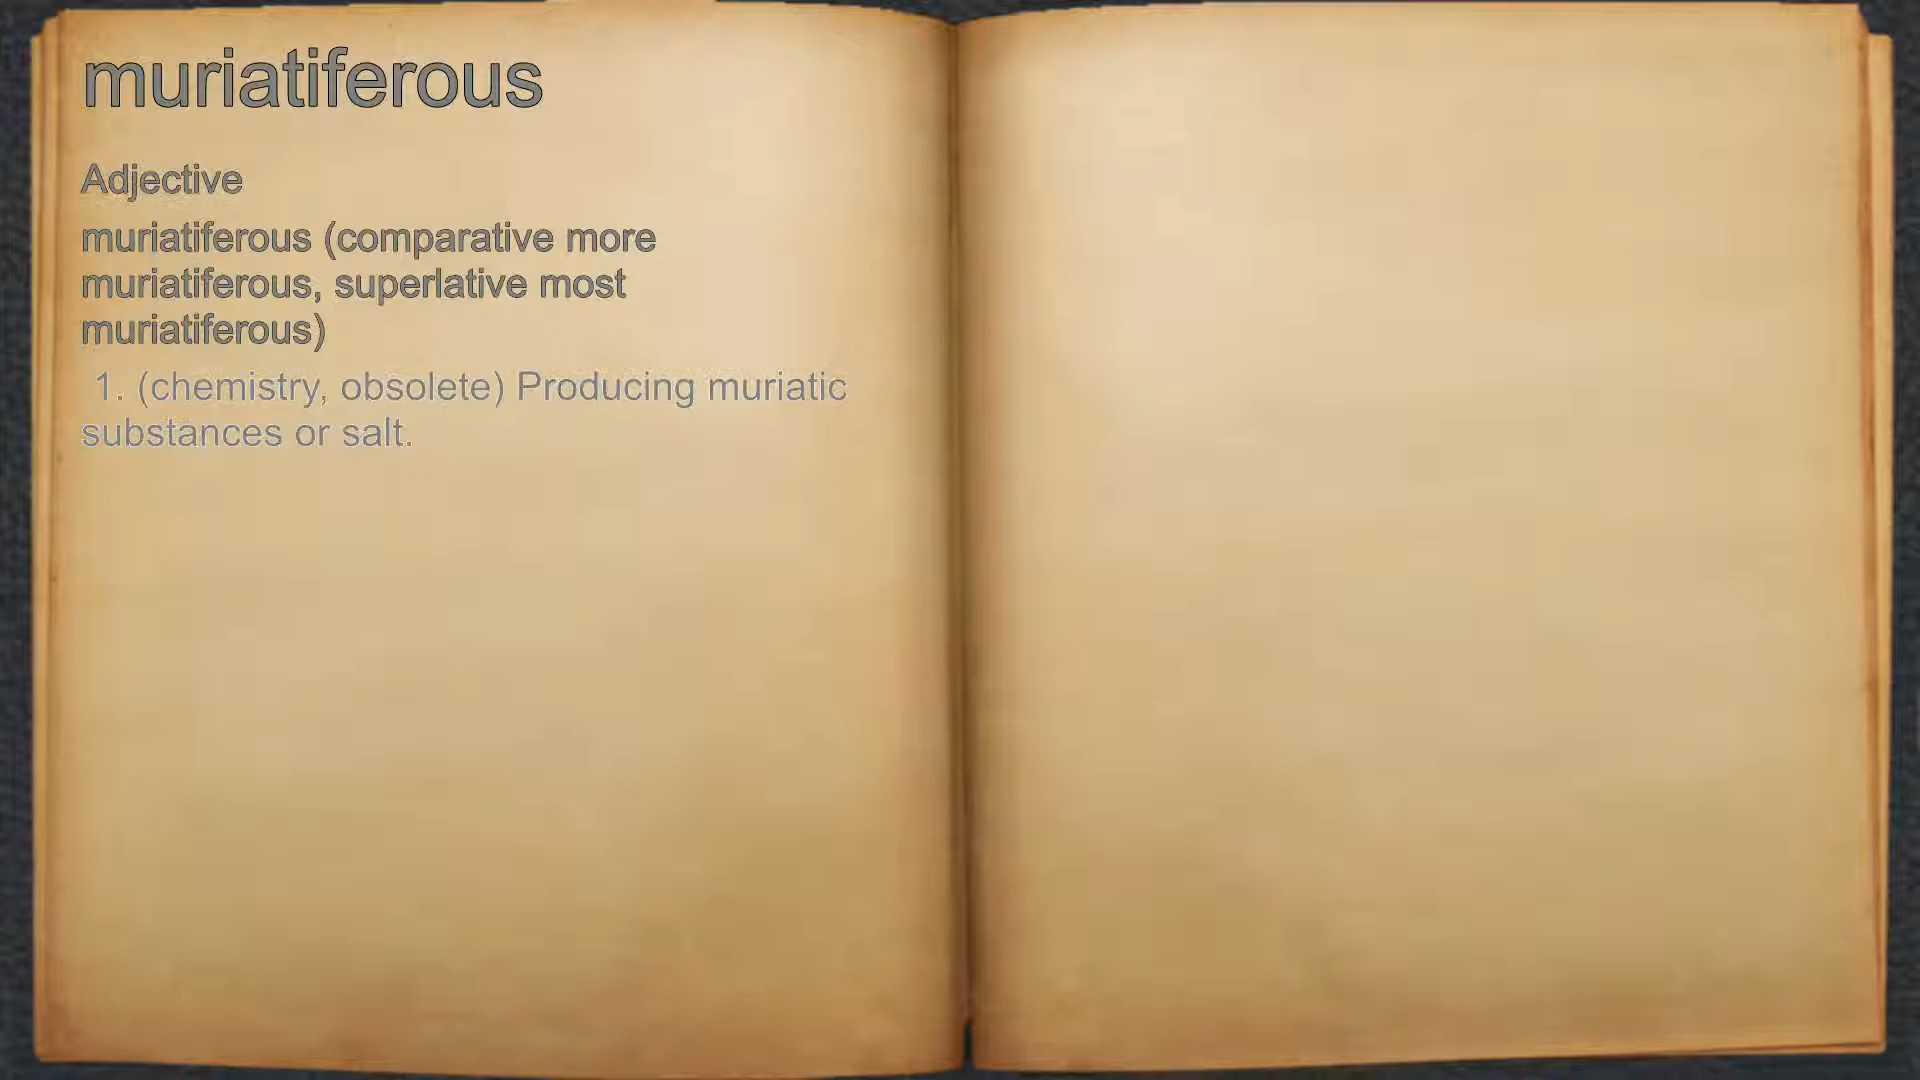 muriatiferous
Adjective
muriatiferous (comparative more
muriatiferous, superlative most
muriatiferous)
1. (chemistry, obsolete) Producing muriatic
substances or salt.